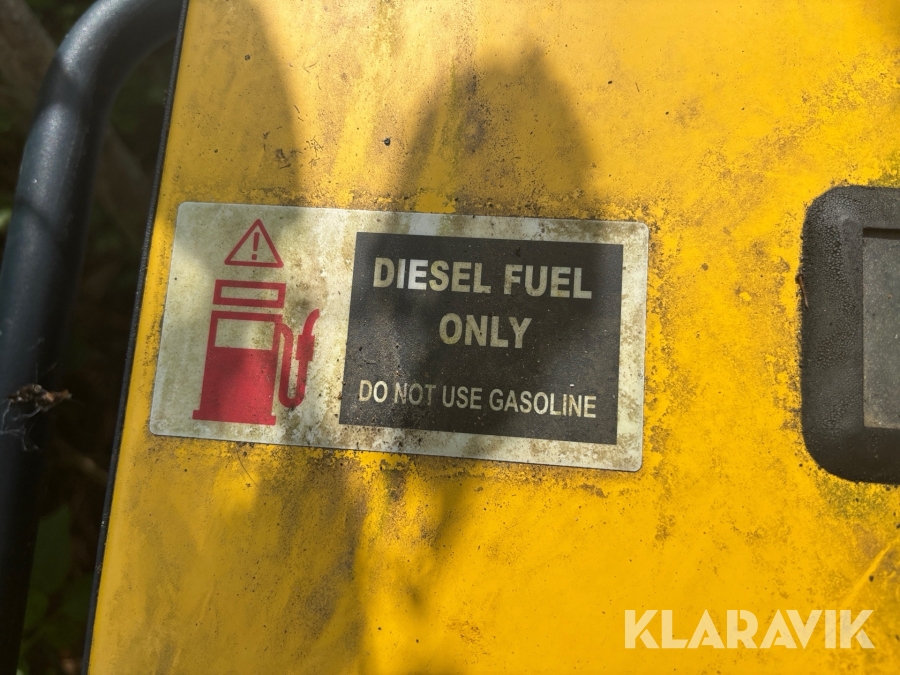 DIESEL FUEL
ONLY
DO NOT USE GASOLINE
KLARAVIK